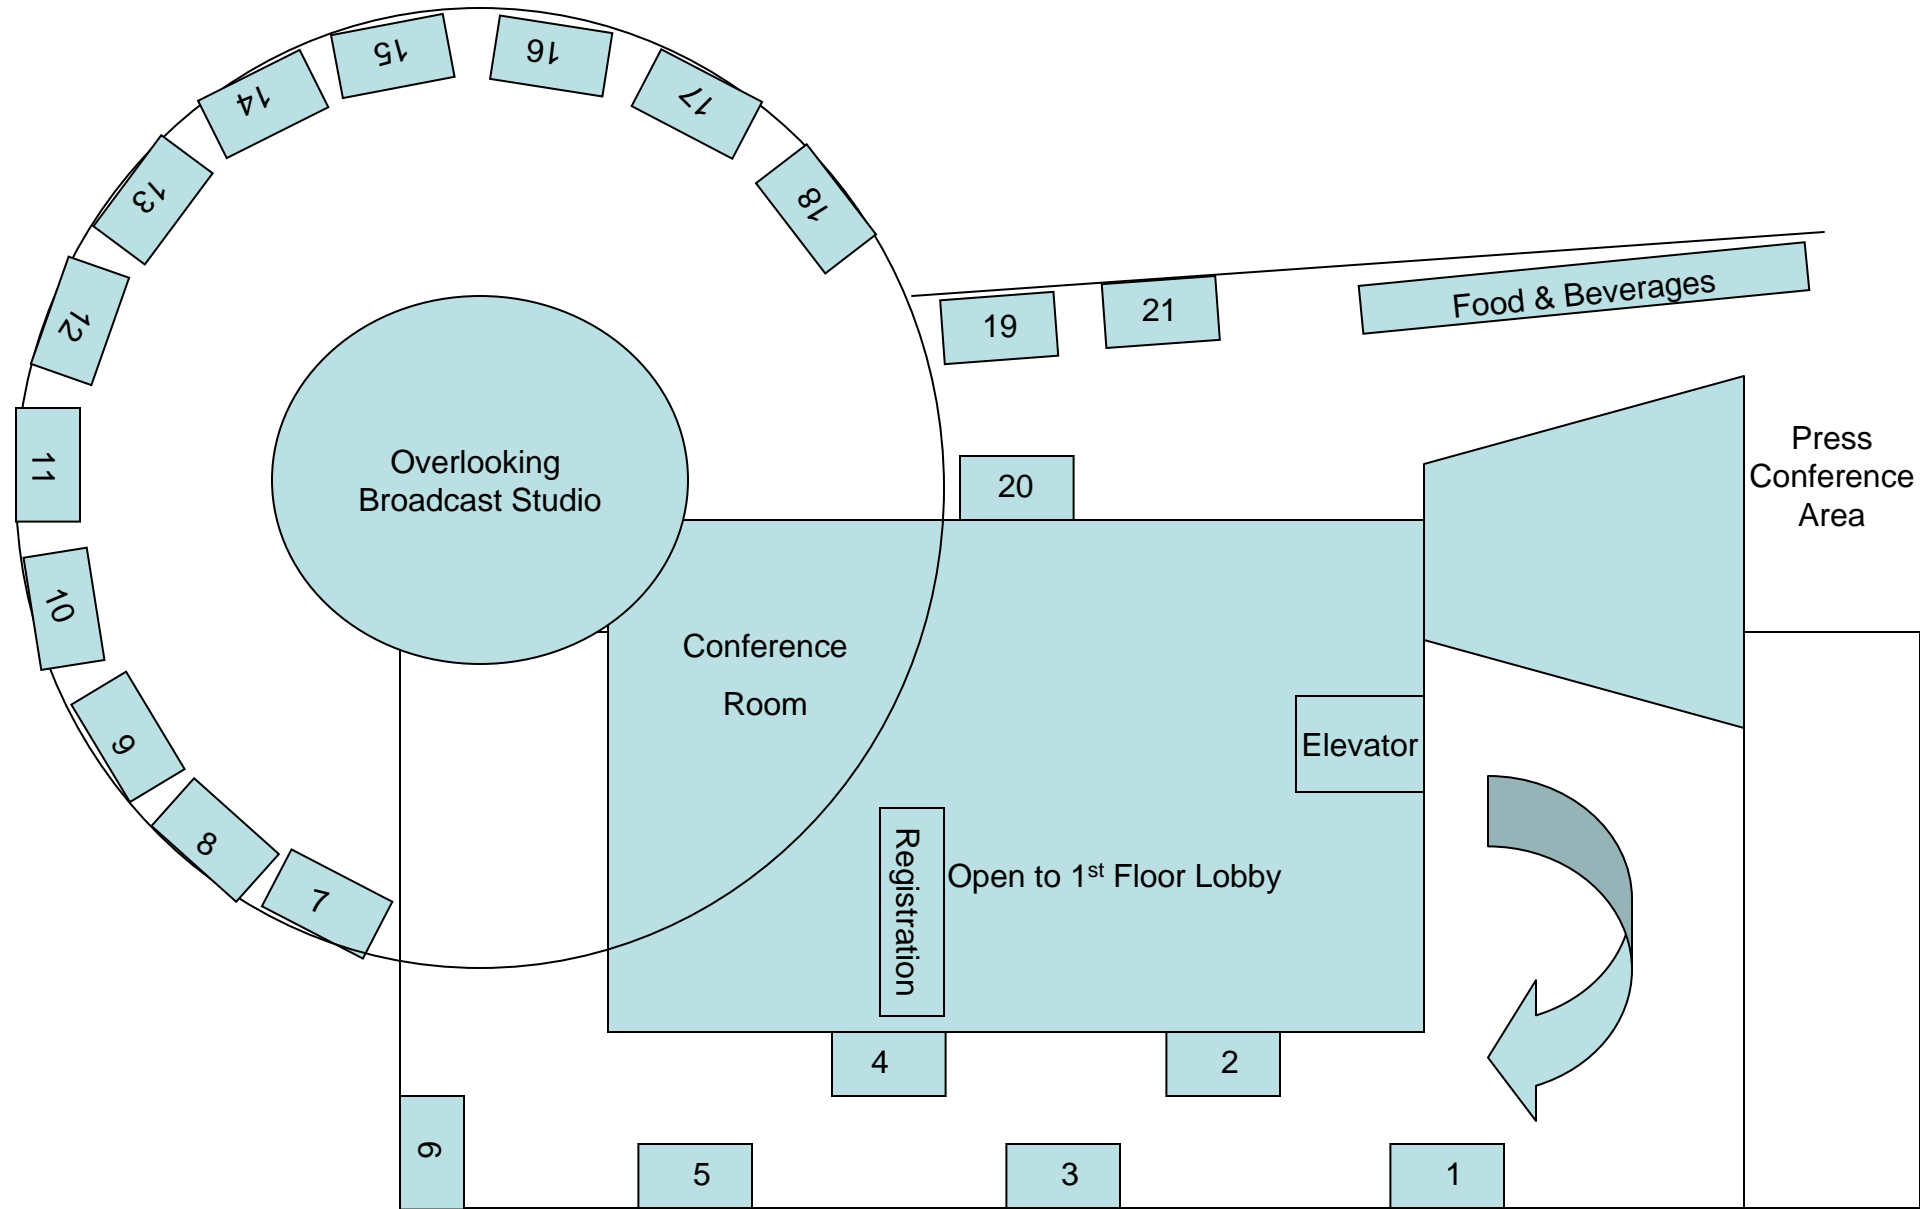 15
16
14
17
13
18
12
19
21
Food & Beverages
11
Overlooking
Broadcast Studio
20
Press
Conference
Area
10
Conference
Room
9
Elevator
8
7
Registration
Open to 1st Floor Lobby
4
2
6
5
3
1